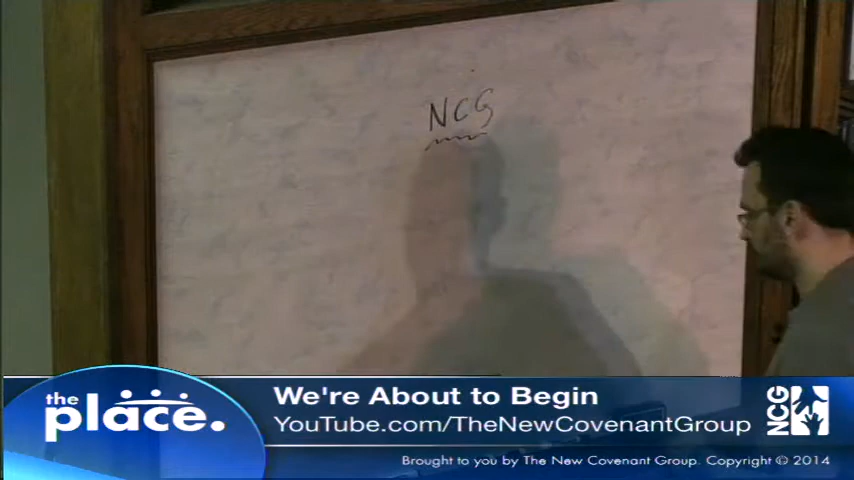 NCG
the
place.
We're About to Begin
YouTube.com/TheNewCovenantGroup
NCG
Brought to you by The New Covenant Group. Copyright © 2014